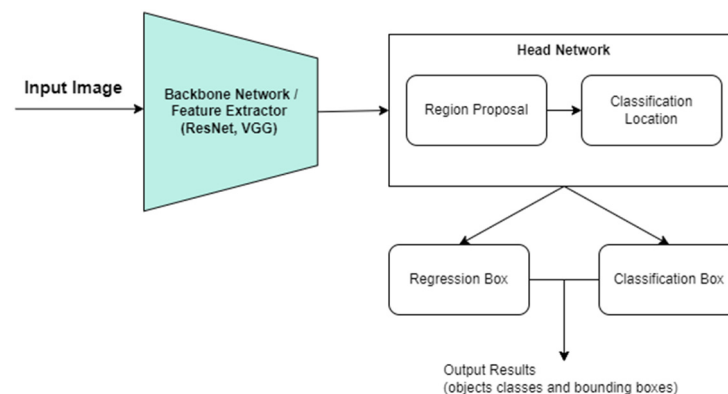 Input Image
Backbone Network /
Feature Extractor
(ResNet, VGG)
Head Network
Region Proposal
Classification
Location
Regression Box
Classification Box
Output Results
(objects classes and bounding boxes)